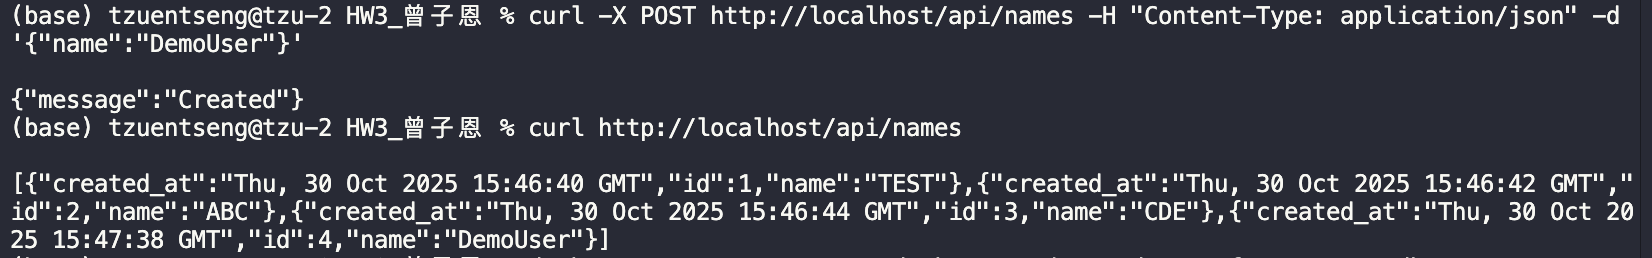 (base) tzuentseng@tzu-2 HW3_曾子恩 % curl -X POST http://localhost/api/names -H "Content-Type: application/json" -d
'{"name":"DemoUser"}'
{"message":"Created"}
(base) tzuentseng@tzu-2 HW3_曾子恩 % curl http://localhost/api/names
[{"created_at":"Thu, 30 Oct 2025 15:46:40 GMT","id":1,"name":"TEST"},{"created_at":"Thu, 30 Oct 2025 15:46:42 GMT","
id":2,"name":"ABC"},{"created_at":"Thu, 30 Oct 2025 15:46:44 GMT","id":3,"name":"CDE"},{"created_at":"Thu, 30 Oct 20
25 15:47:38 GMT","id":4,"name":"DemoUser"}]